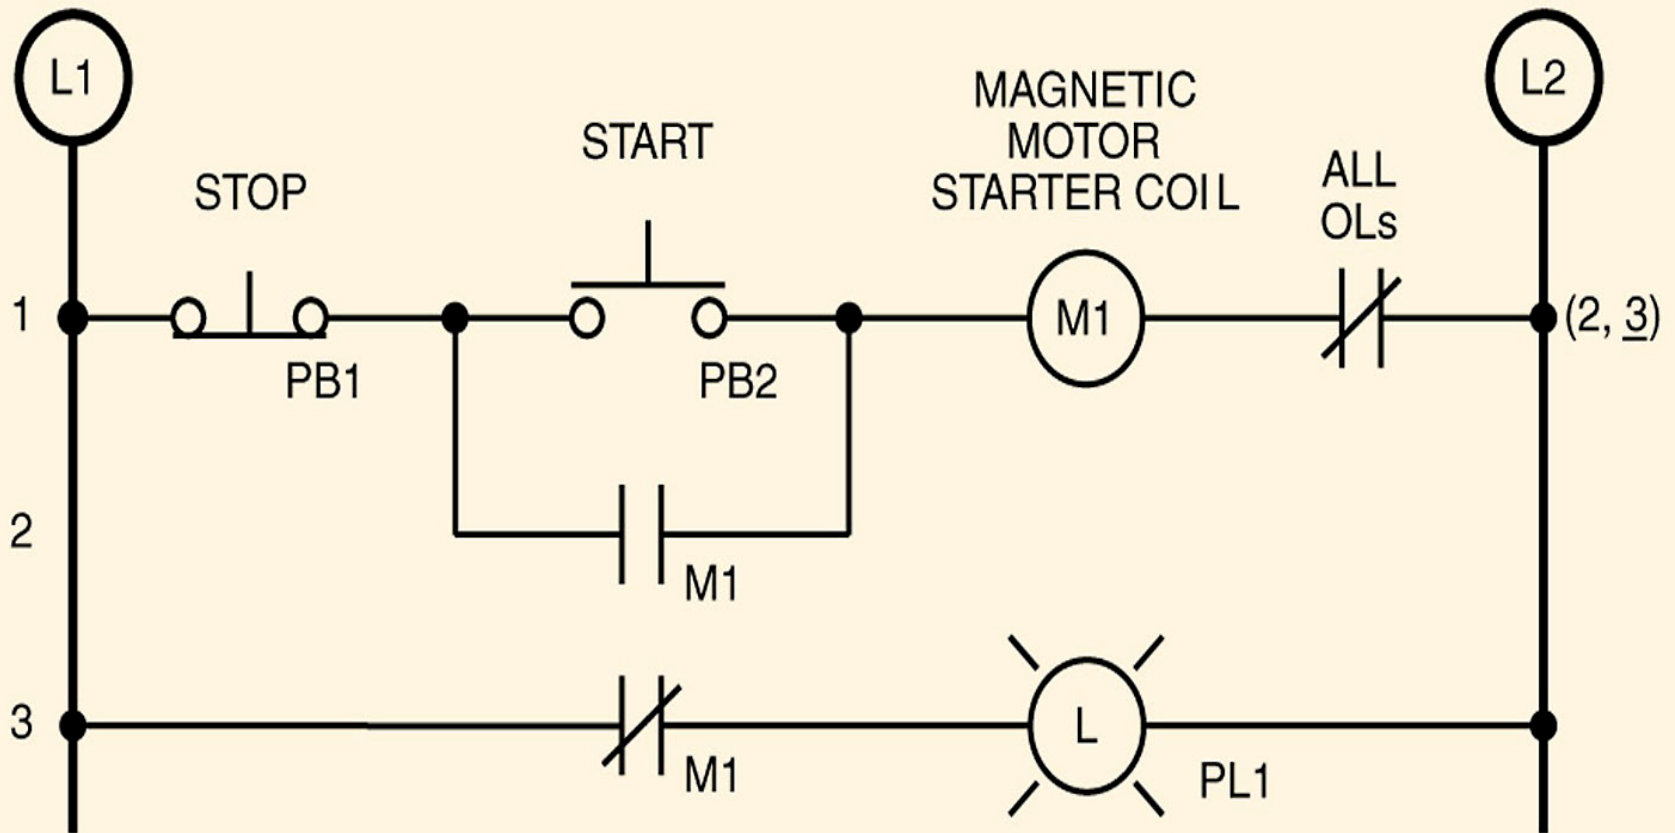 L1
L2
MAGNETIC
MOTOR
STARTER COIL
START
STOP
ALL
OLs
1
PB1
PB2
M1
(2, 3)
2
M1
3
M1
L
PL1